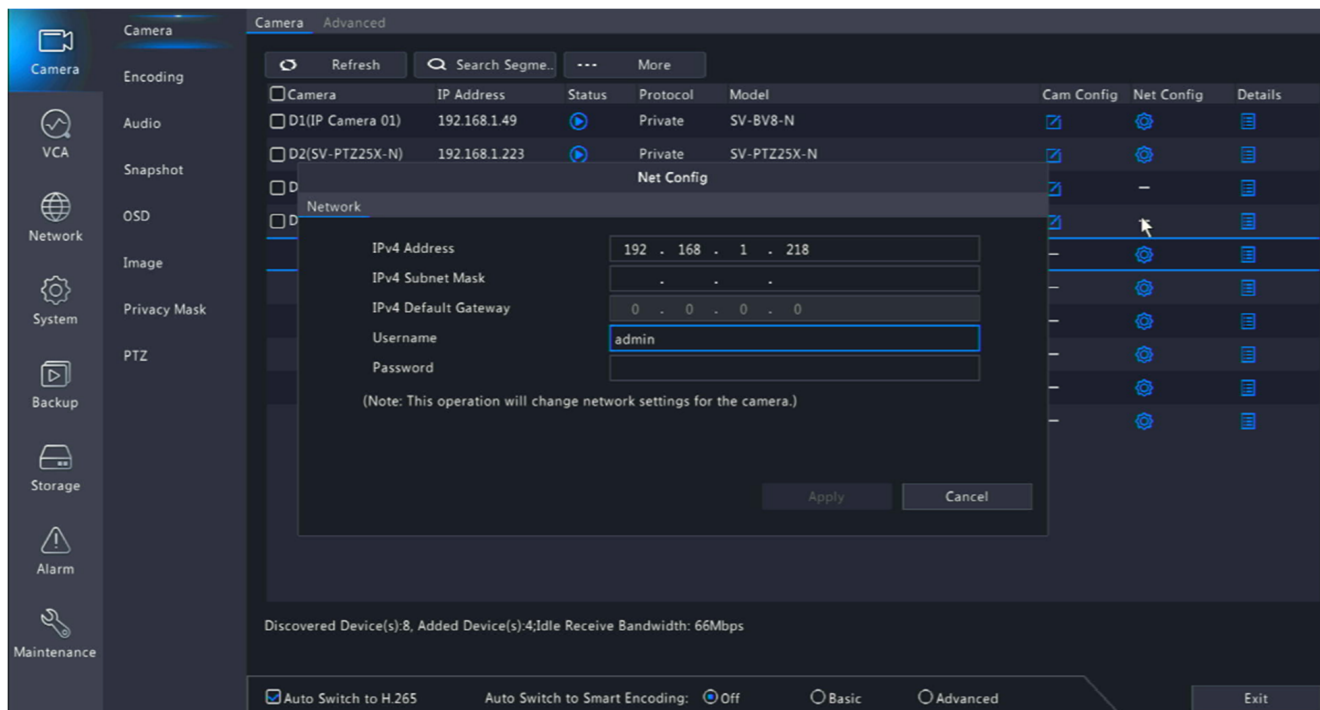 Camera Advanced
Camera
Camera
Refresh Search Segme.. ... More
Encoding
Camera IP Address Status Protocol Model Cam Config Net Config Details
Audio
D1(IP Camera 01) 192.168.1.49 Private SV-BV8-N
VCA
D2(SV-PTZ25X-N) 192.168.1.223 Private SV-PTZ25X-N
Snapshot
Net Config
D
Network
OSD
D
Network
IPv4 Address 192 . 168 . 1 . 218
Image
IPv4 Subnet Mask . . .
Privacy Mask
IPv4 Default Gateway 0 . 0 . 0 . 0
System
Username admin
PTZ
Password
Backup
(Note: This operation will change network settings for the camera.)
Storage
Apply Cancel
Alarm
Discovered Device(s):8, Added Device(s):4;Idle Receive Bandwidth: 66Mbps
Maintenance
Auto Switch to H.265 Auto Switch to Smart Encoding: Off Basic Advanced Exit